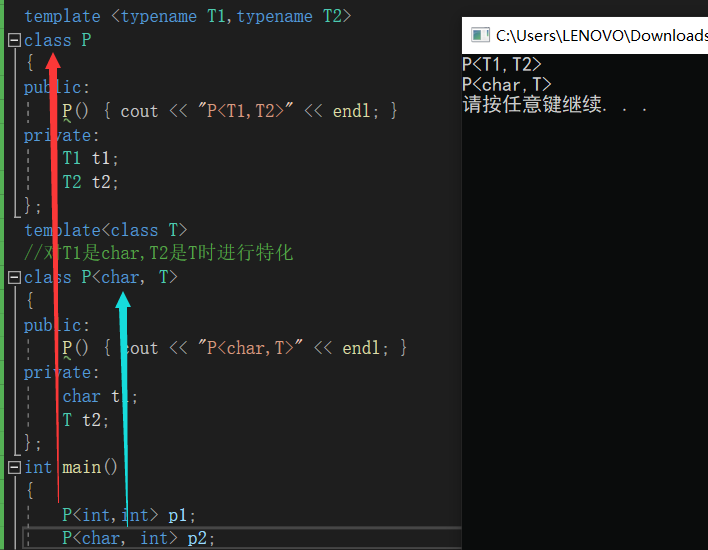 template <typename T1,typename T2>
class P
{
public:
P() { cout << "P<T1,T2>" << endl; }
private:
T1 t1;
T2 t2;
};
template<class T>
//对T1是char,T2是T时进行特化
class P<char, T>
{
public:
P() { cout << "P<char,T>" << endl; }
private:
char t1;
T t2;
};
int main()
{
P<int,int> p1;
P<char, int> p2;
C:\Users\LENOVO\Downloads
P<T1,T2>
P<char,T>
请按任意键继续. . .